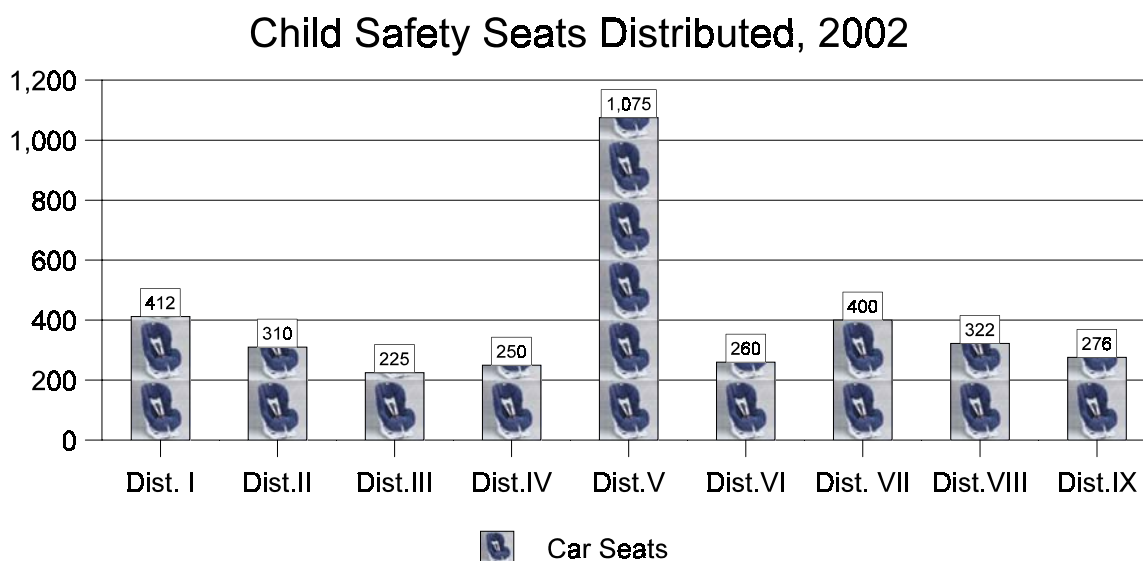 Child Safety Seats Distributed, 2002
1,200
1,000
800
600
400
200
0
412
310
225
250
1,075
260
400
322
276
Dist. I
Dist.II
Dist.III
Dist.IV
Dist.V
Dist.VI
Dist. VII
Dist.VIII
Dist.IX
Car Seats